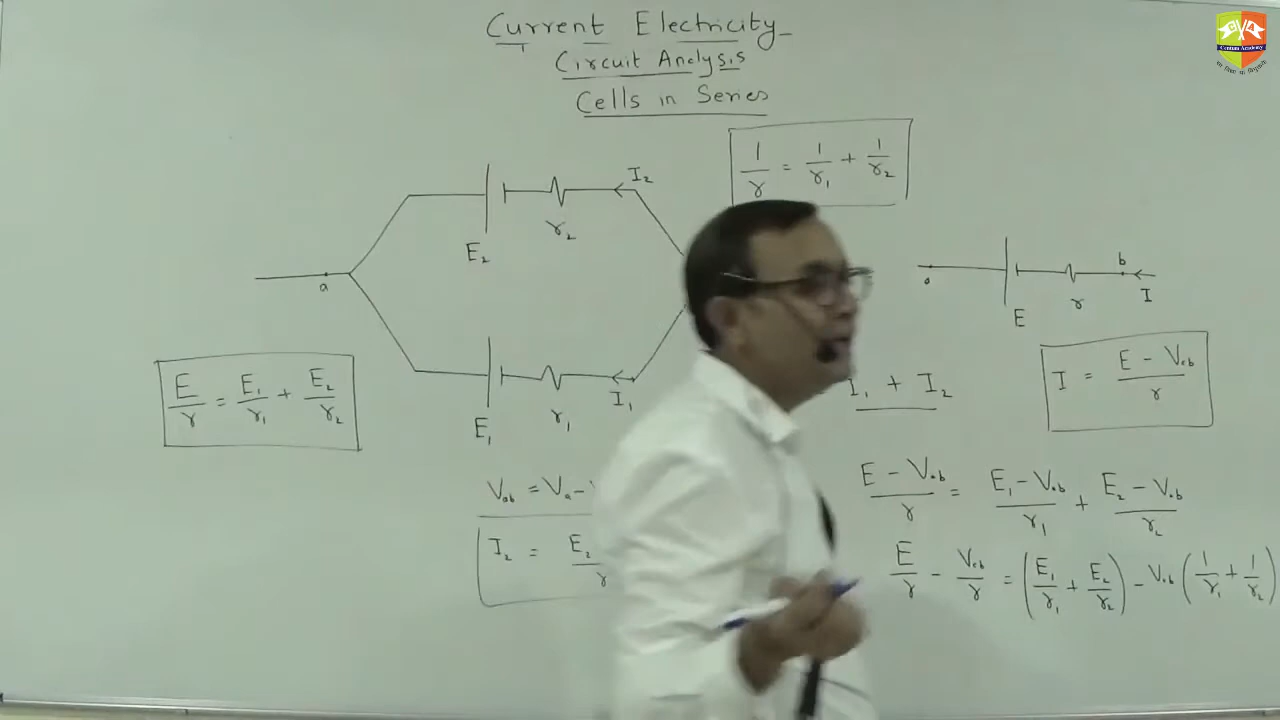 Current Electricity
Circuit Analysis
Cells in Series
Centum Academy
1/r = 1/r₁ + 1/r₂
I₂
r₂
E₂
a
b
a
I
r
E
E/r = E₁/r₁ + E₂/r₂
I₁
r₁
E₁
I₁ + I₂
I = (E - Vab)/r
Vab = Va -
(E - Vab)/r = (E₁ - Vab)/r₁ + (E₂ - Vab)/r₂
I₂ = E₂
E/r - Vab/r = (E₁/r₁ + E₂/r₂) - Vab (1/r₁ + 1/r₂)